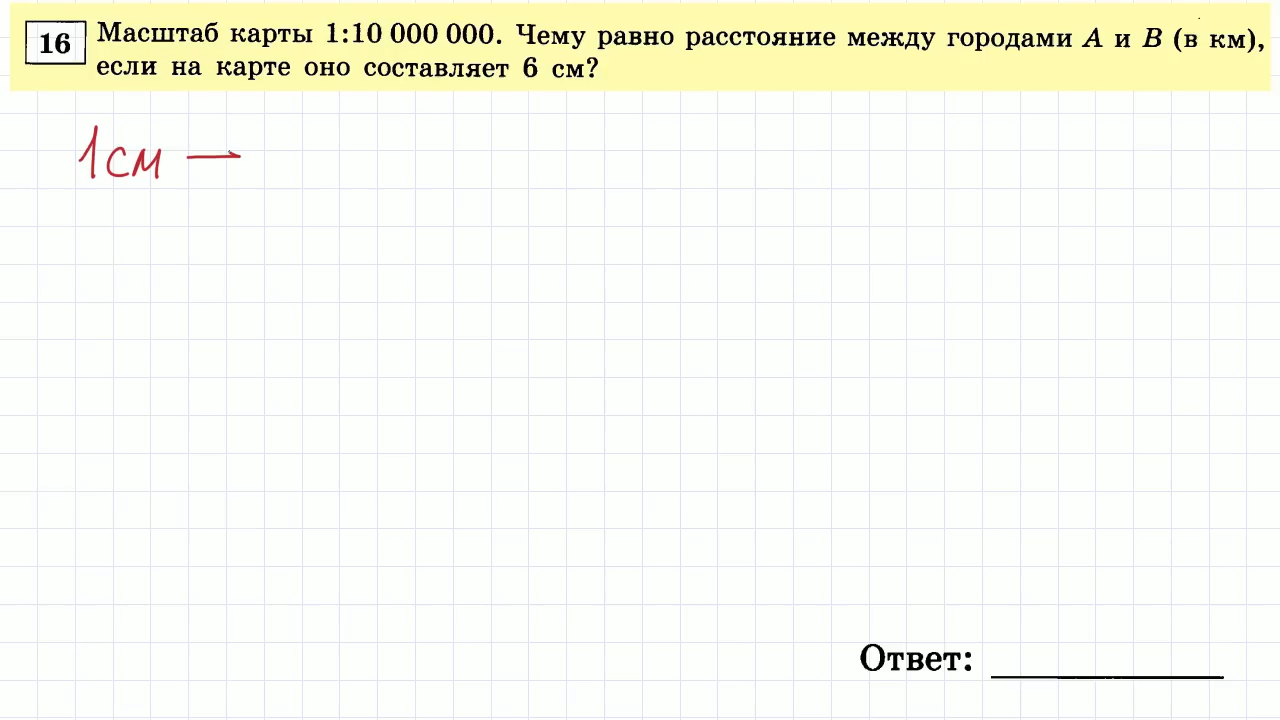 16 Масштаб карты 1:10 000 000. Чему равно расстояние между городами A и B (в км),
если на карте оно составляет 6 см?
1см —
Ответ: